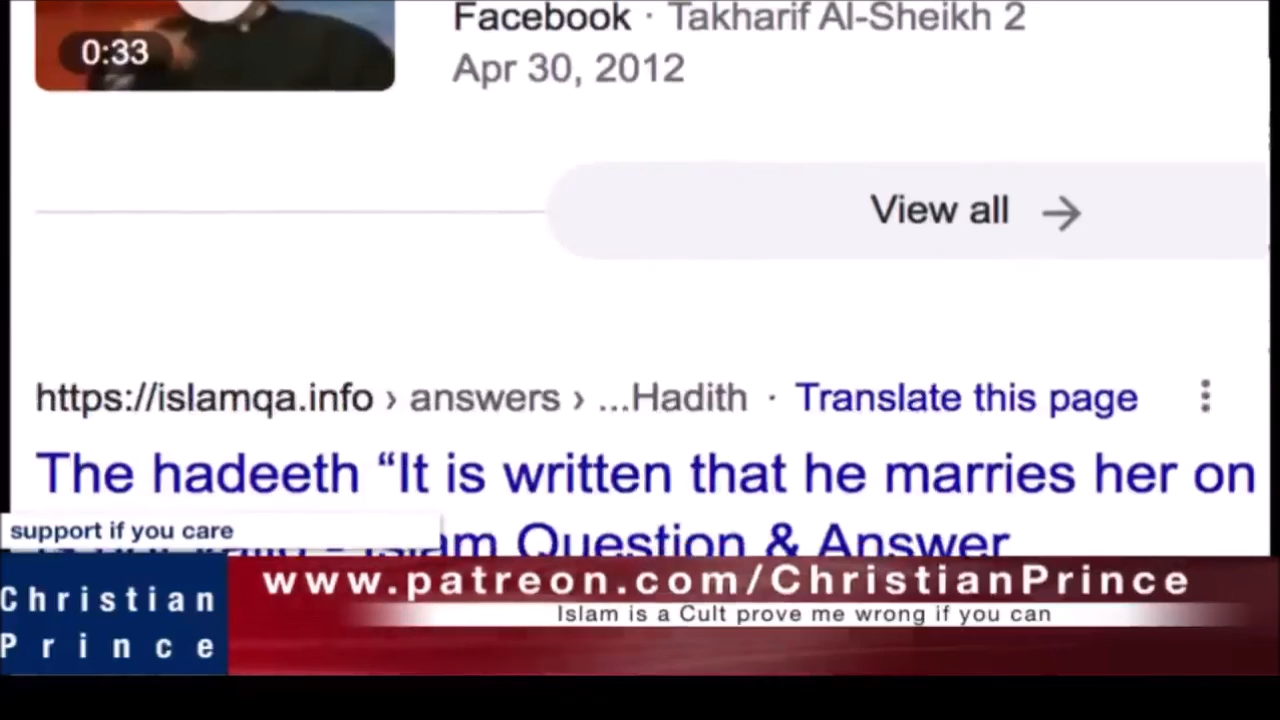 0:33
Facebook · Takharif Al-Sheikh 2
Apr 30, 2012
View all →
https://islamqa.info › answers › ...Hadith · Translate this page
The hadeeth “It is written that he marries her on
Islam Question & Answer
support if you care
Christian
Prince
www.patreon.com/ChristianPrince
Islam is a Cult prove me wrong if you can